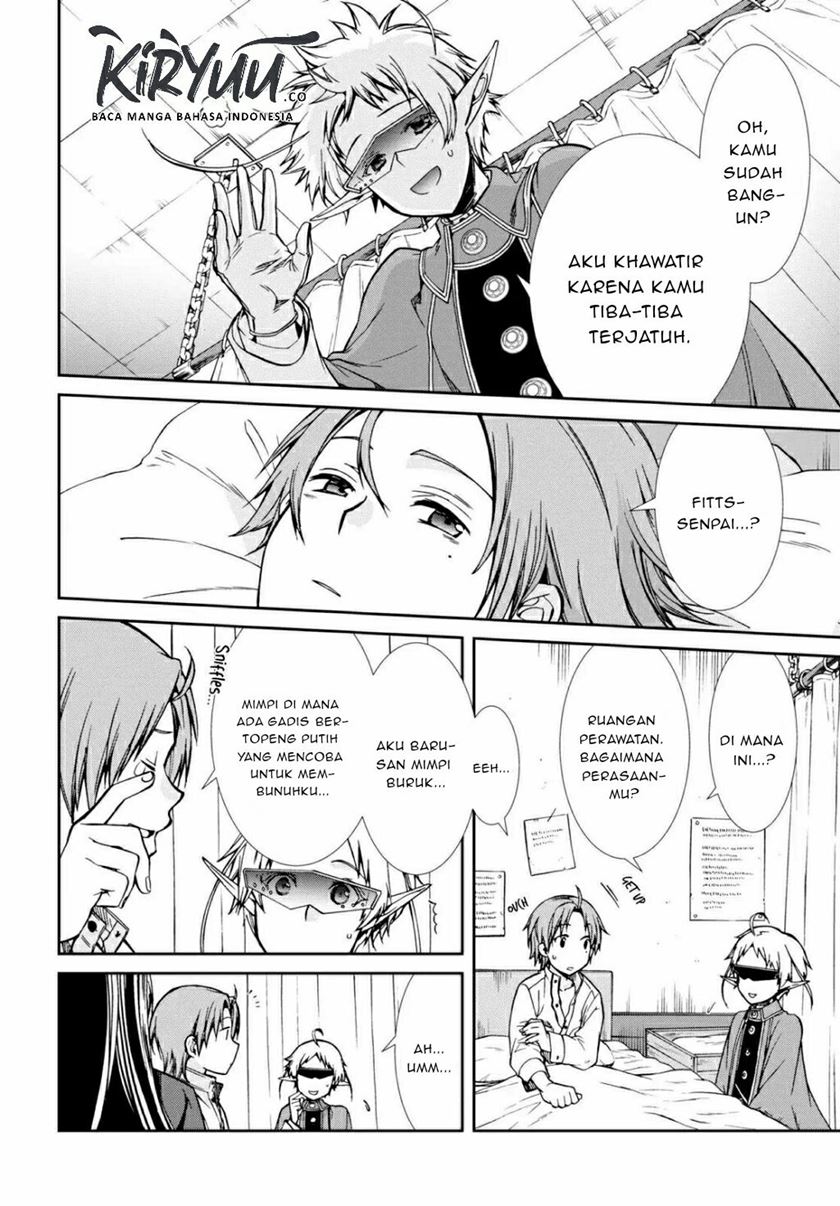 KIRYUU
.CO
BACA MANGA BAHASA INDONESIA
OH,
KAMU
SUDAH
BANG-
UN?
AKU KHAWATIR
KARENA KAMU
TIBA-TIBA
TERJATUH.
FITTS-
SENPAI...?
DI MANA
INI...?
RUANGAN
PERAWATAN.
BAGAIMANA
PERASAAN-
MU?
GET UP
OUCH
EEH...
AKU BARU-
SAN MIMPI
BURUK...
MIMPI DI MANA
ADA GADIS BER-
TOPENG PUTIH
YANG MENCOBA
UNTUK MEM-
BUNUHKU...
Sniffles...
AH...
UMM...